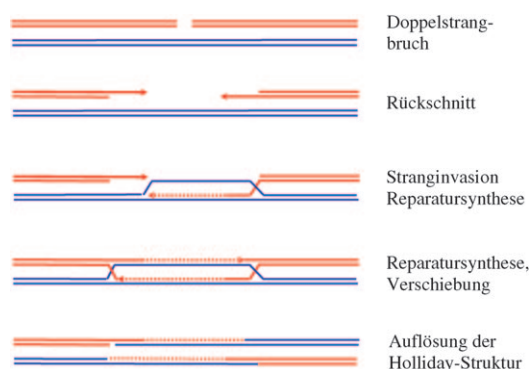 Doppelstrang-
bruch
Rückschnitt
Stranginvasion
Reparatursynthese
Reparatursynthese,
Verschiebung
Auflösung der
Holliday-Struktur